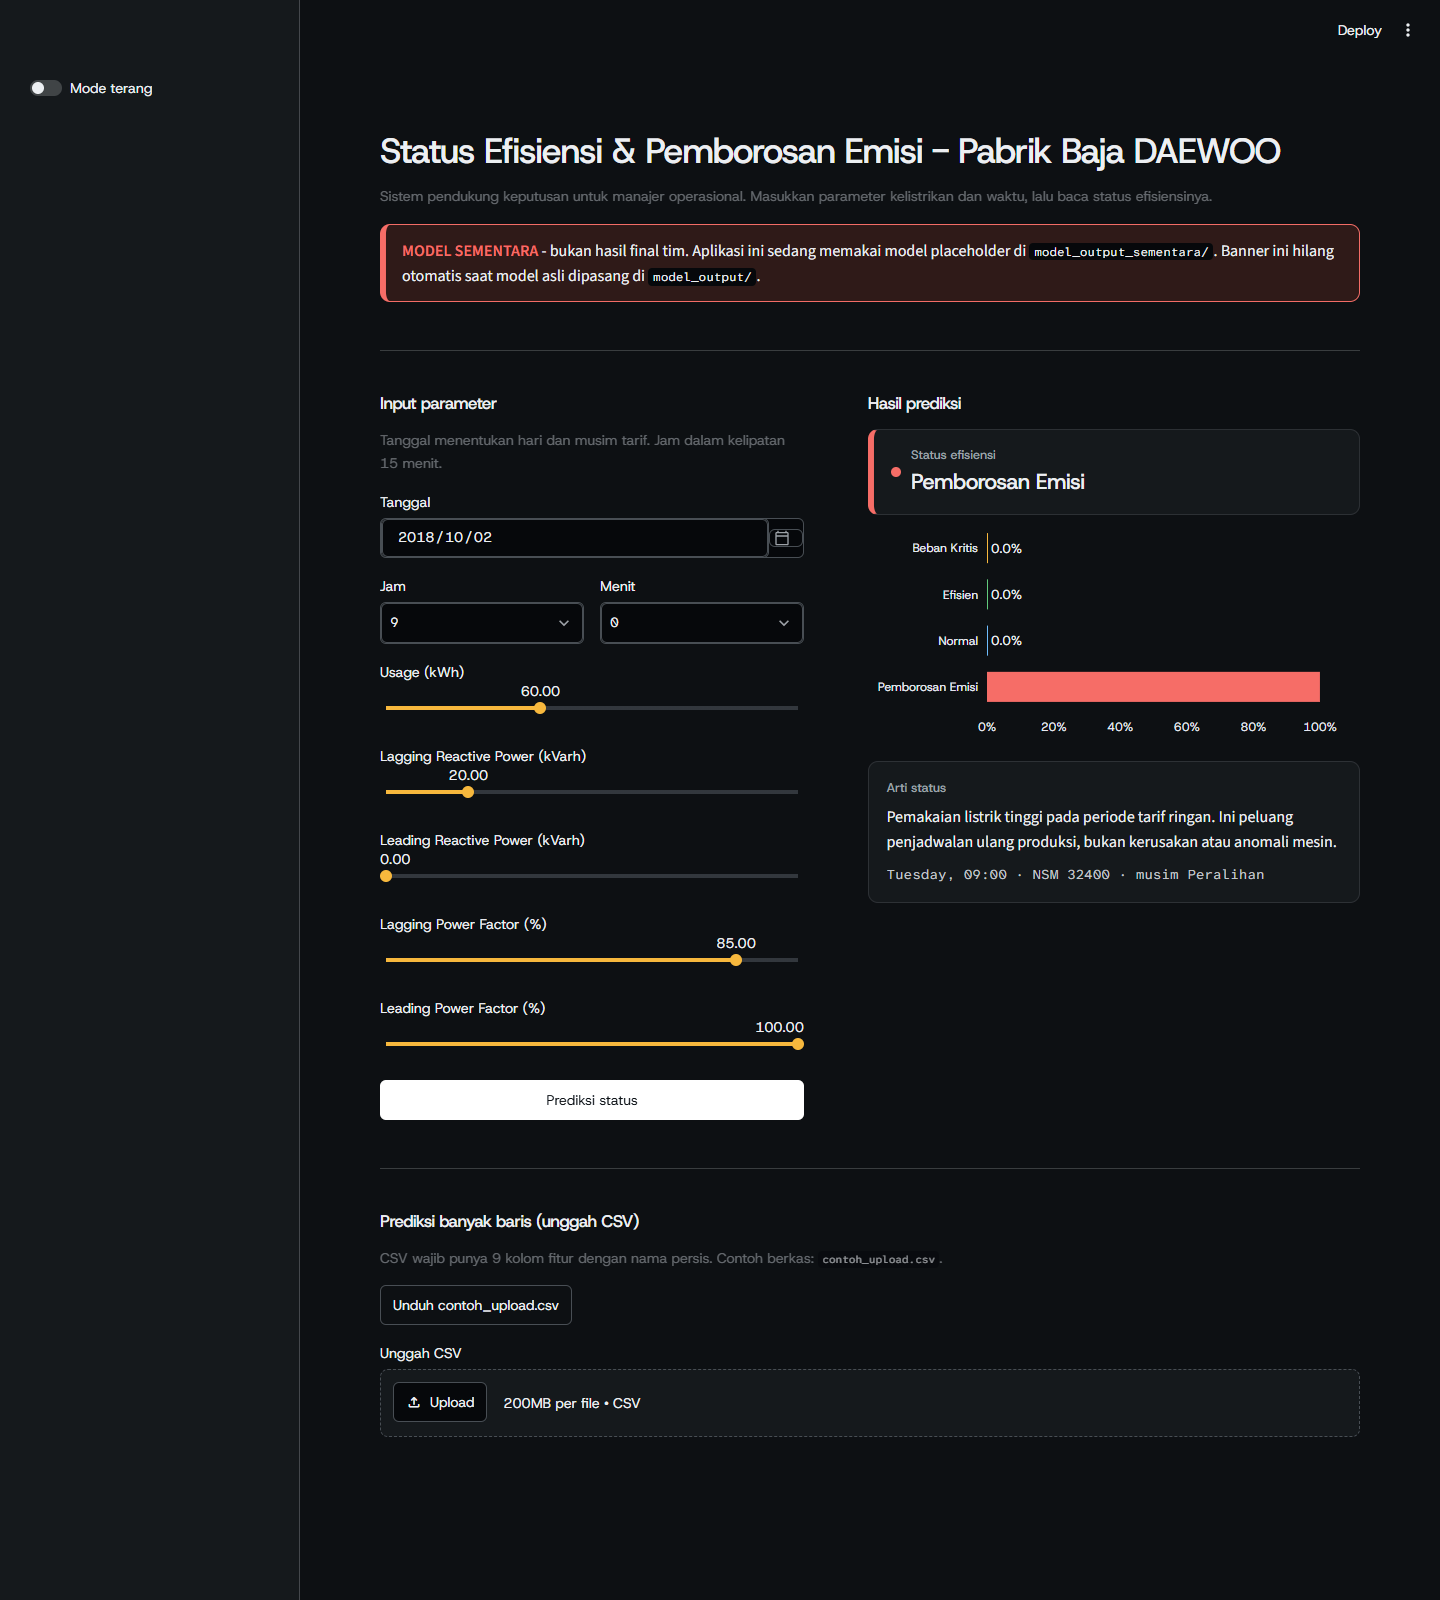 Deploy
Mode terang
Status Efisiensi & Pemborosan Emisi – Pabrik Baja DAEWOO
Sistem pendukung keputusan untuk manajer operasional. Masukkan parameter kelistrikan dan waktu, lalu baca status efisiensinya.
MODEL SEMENTARA - bukan hasil final tim. Aplikasi ini sedang memakai model placeholder di model_output_sementara/. Banner ini hilang
otomatis saat model asli dipasang di model_output/.
Input parameter
Tanggal menentukan hari dan musim tarif. Jam dalam kelipatan
15 menit.
Tanggal
2018/10/02
Jam
Menit
9
0
Usage (kWh)
60.00
Lagging Reactive Power (kVarh)
20.00
Leading Reactive Power (kVarh)
0.00
Lagging Power Factor (%)
85.00
Leading Power Factor (%)
100.00
Prediksi status
Hasil prediksi
Status efisiensi
Pemborosan Emisi
Beban Kritis 0.0%
Efisien 0.0%
Normal 0.0%
Pemborosan Emisi
0% 20% 40% 60% 80% 100%
Arti status
Pemakaian listrik tinggi pada periode tarif ringan. Ini peluang
penjadwalan ulang produksi, bukan kerusakan atau anomali mesin.
Tuesday, 09:00 · NSM 32400 · musim Peralihan
Prediksi banyak baris (unggah CSV)
CSV wajib punya 9 kolom fitur dengan nama persis. Contoh berkas: contoh_upload.csv.
Unduh contoh_upload.csv
Unggah CSV
Upload
200MB per file • CSV